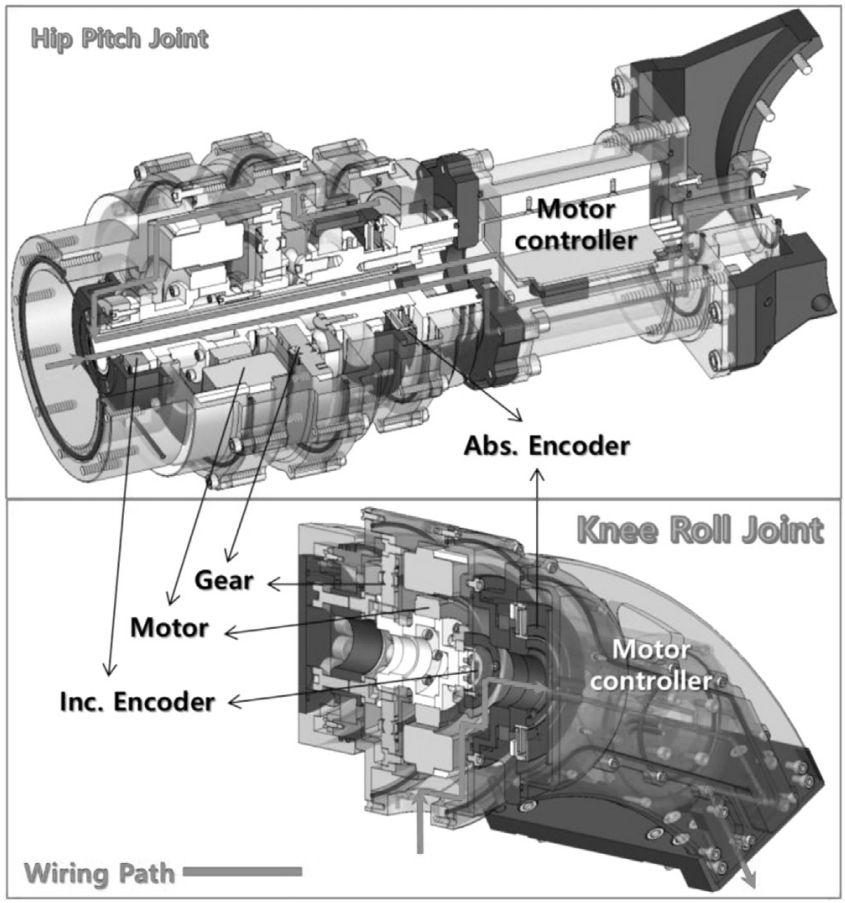 Hip Pitch Joint
Motor
controller
Abs. Encoder
Knee Roll Joint
Gear
Motor
Motor
controller
Inc. Encoder
Wiring Path